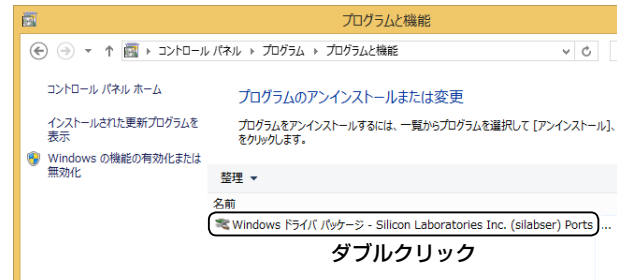 プログラムと機能
コントロール パネル ▸ プログラム ▸ プログラムと機能
コントロール パネル ホーム
インストールされた更新プログラムを
表示
Windows の機能の有効化または
無効化
プログラムのアンインストールまたは変更
プログラムをアンインストールするには、一覧からプログラムを選択して [アンインストール]、
をクリックします。
整理
名前
Windows ドライバ パッケージ - Silicon Laboratories Inc. (silabser) Ports ...
ダブルクリック